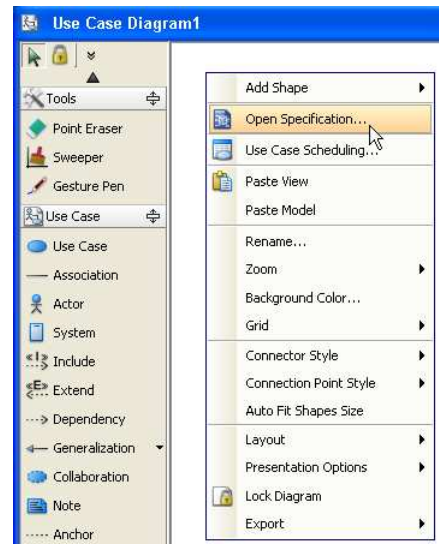 Use Case Diagram1
Tools
Point Eraser
Sweeper
Gesture Pen
Use Case
Use Case
Association
Actor
System
<<I>> Include
<<E>> Extend
Dependency
Generalization
Collaboration
Note
Anchor
Add Shape
Open Specification...
Use Case Scheduling...
Paste View
Paste Model
Rename...
Zoom
Background Color...
Grid
Connector Style
Connection Point Style
Auto Fit Shapes Size
Layout
Presentation Options
Lock Diagram
Export